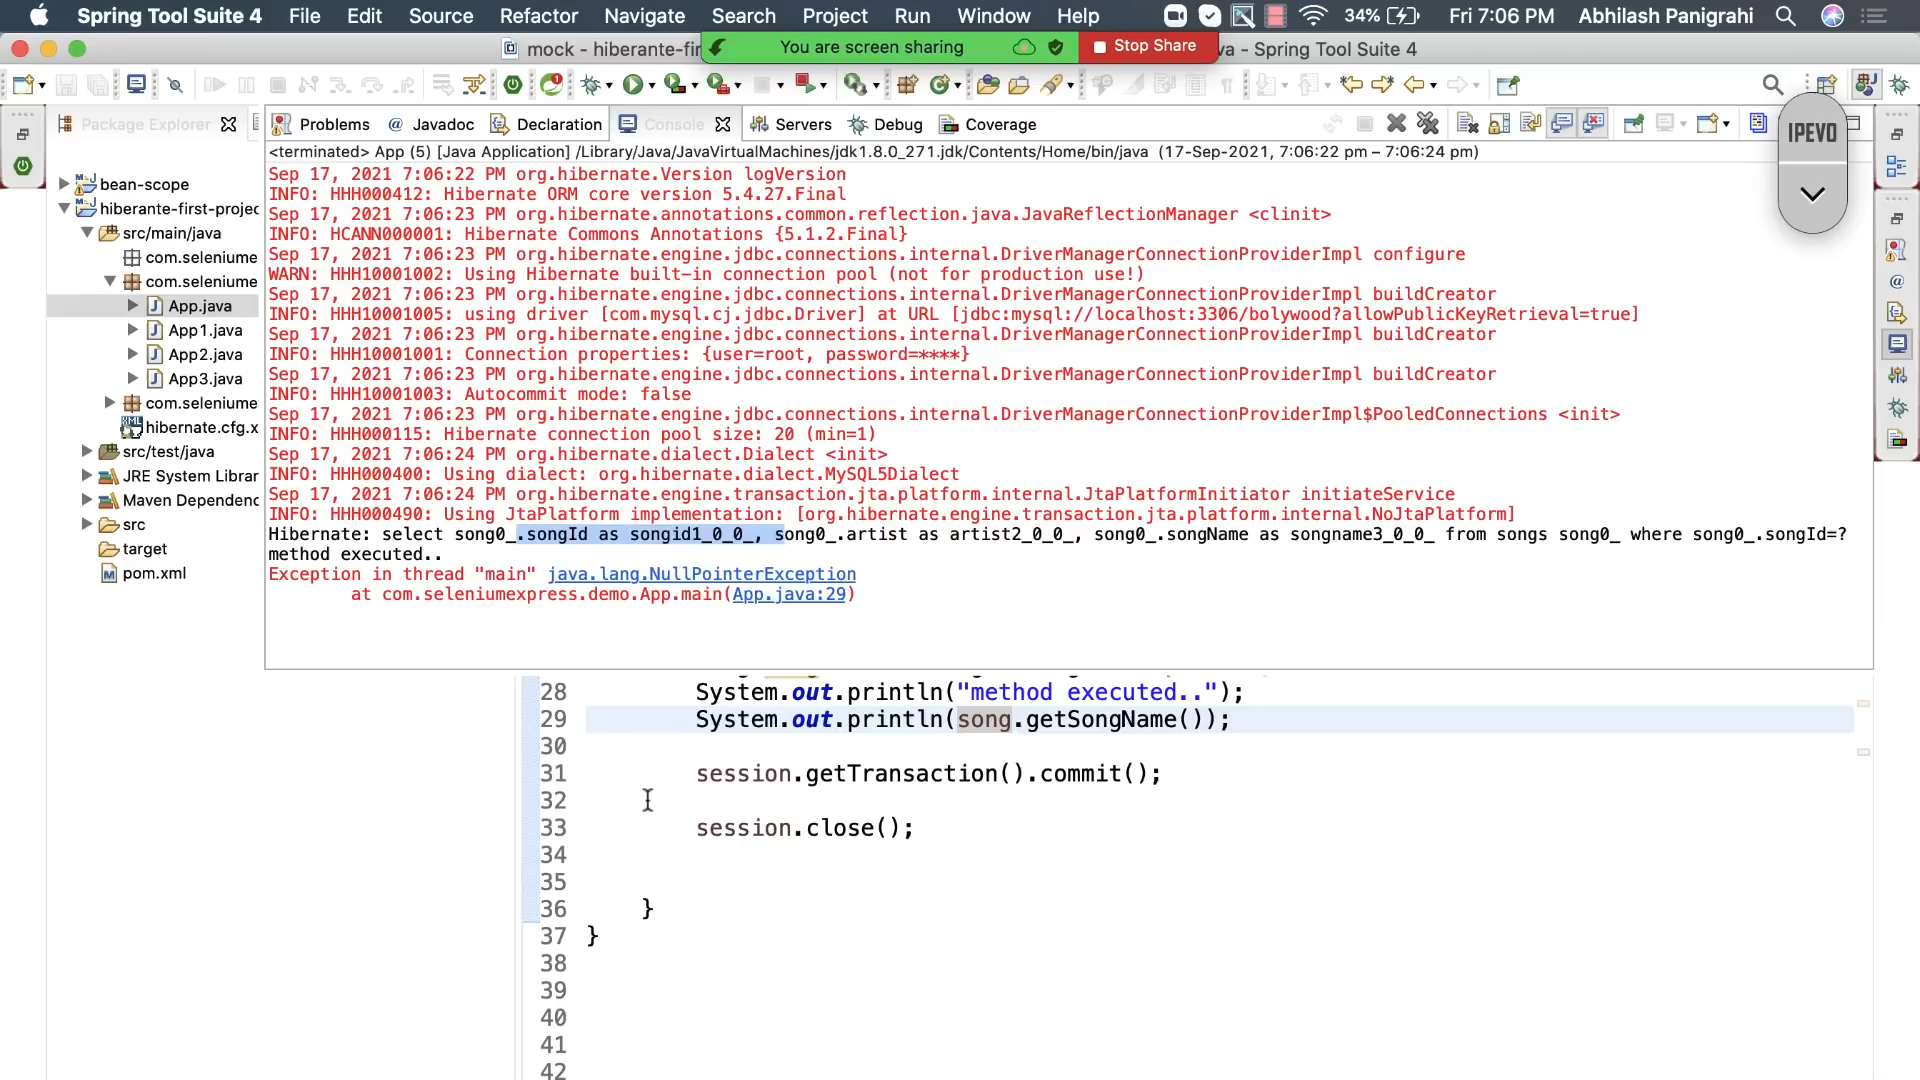 Spring Tool Suite 4 File Edit Source Refactor Navigate Search Project Run Window Help 34% Fri 7:06 PM Abhilash Panigrahi
mock - hiberante-fir You are screen sharing Stop Share va - Spring Tool Suite 4
Package Explorer Problems Javadoc Declaration Console Servers Debug Coverage
IPEVO
<terminated> App (5) [Java Application] /Library/Java/JavaVirtualMachines/jdk1.8.0_271.jdk/Contents/Home/bin/java (17-Sep-2021, 7:06:22 pm – 7:06:24 pm)
bean-scope
hiberante-first-projec
src/main/java
com.seleniume
com.seleniume
App.java
App1.java
App2.java
App3.java
com.seleniume
hibernate.cfg.x
src/test/java
JRE System Librar
Maven Dependenc
src
target
pom.xml
Sep 17, 2021 7:06:22 PM org.hibernate.Version logVersion
INFO: HHH000412: Hibernate ORM core version 5.4.27.Final
Sep 17, 2021 7:06:23 PM org.hibernate.annotations.common.reflection.java.JavaReflectionManager <clinit>
INFO: HCANN000001: Hibernate Commons Annotations {5.1.2.Final}
Sep 17, 2021 7:06:23 PM org.hibernate.engine.jdbc.connections.internal.DriverManagerConnectionProviderImpl configure
WARN: HHH10001002: Using Hibernate built-in connection pool (not for production use!)
Sep 17, 2021 7:06:23 PM org.hibernate.engine.jdbc.connections.internal.DriverManagerConnectionProviderImpl buildCreator
INFO: HHH10001005: using driver [com.mysql.cj.jdbc.Driver] at URL [jdbc:mysql://localhost:3306/bolywood?allowPublicKeyRetrieval=true]
Sep 17, 2021 7:06:23 PM org.hibernate.engine.jdbc.connections.internal.DriverManagerConnectionProviderImpl buildCreator
INFO: HHH10001001: Connection properties: {user=root, password=****}
Sep 17, 2021 7:06:23 PM org.hibernate.engine.jdbc.connections.internal.DriverManagerConnectionProviderImpl buildCreator
INFO: HHH10001003: Autocommit mode: false
Sep 17, 2021 7:06:23 PM org.hibernate.engine.jdbc.connections.internal.DriverManagerConnectionProviderImpl$PooledConnections <init>
INFO: HHH000115: Hibernate connection pool size: 20 (min=1)
Sep 17, 2021 7:06:24 PM org.hibernate.dialect.Dialect <init>
INFO: HHH000400: Using dialect: org.hibernate.dialect.MySQL5Dialect
Sep 17, 2021 7:06:24 PM org.hibernate.engine.transaction.jta.platform.internal.JtaPlatformInitiator initiateService
INFO: HHH000490: Using JtaPlatform implementation: [org.hibernate.engine.transaction.jta.platform.internal.NoJtaPlatform]
Hibernate: select song0_.songId as songid1_0_0_, song0_.artist as artist2_0_0_, song0_.songName as songname3_0_0_ from songs song0_ where song0_.songId=?
method executed..
Exception in thread "main" java.lang.NullPointerException
at com.seleniumexpress.demo.App.main(App.java:29)
28 System.out.println("method executed..");
29 System.out.println(song.getSongName());
30
31 session.getTransaction().commit();
32
33 session.close();
34
35
36 }
37 }
38
39
40
41
42